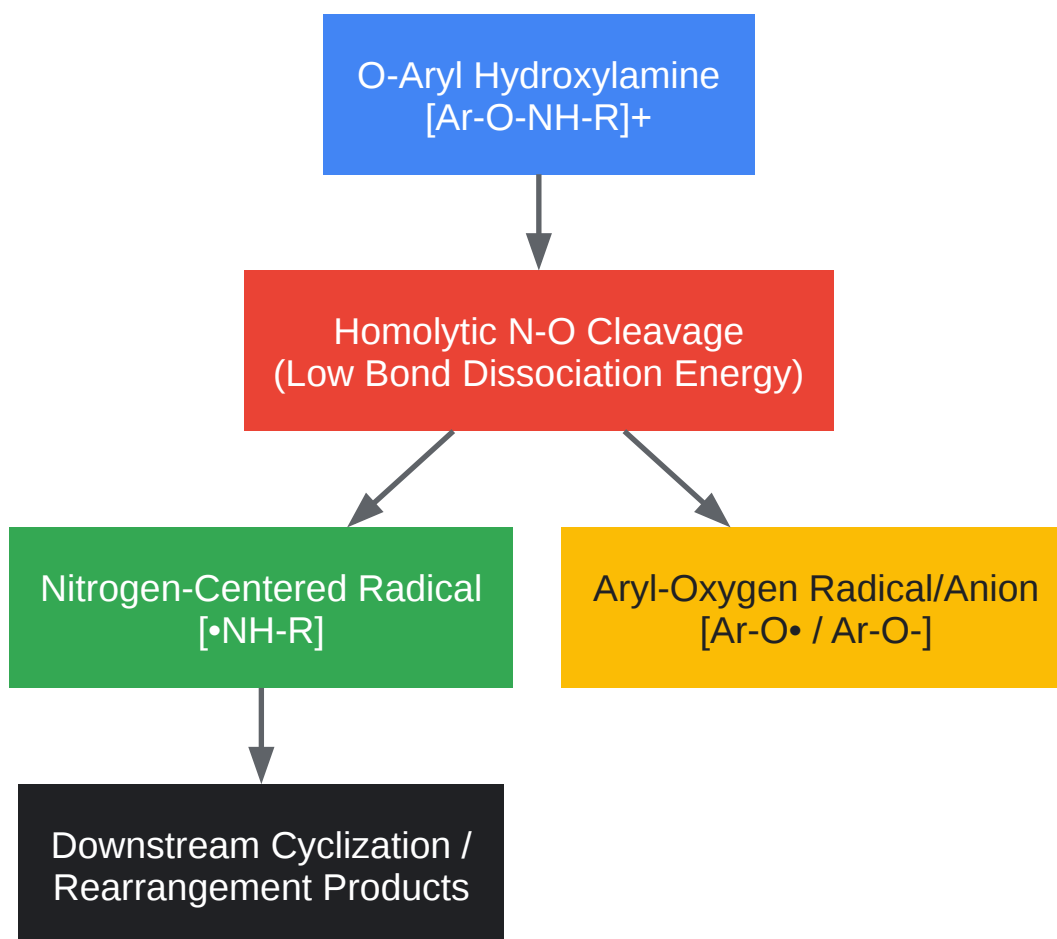 O-Aryl Hydroxylamine
[Ar-O-NH-R]+
Homolytic N-O Cleavage
(Low Bond Dissociation Energy)
Nitrogen-Centered Radical
[•NH-R]
Aryl-Oxygen Radical/Anion
[Ar-O• / Ar-O-]
Downstream Cyclization /
Rearrangement Products